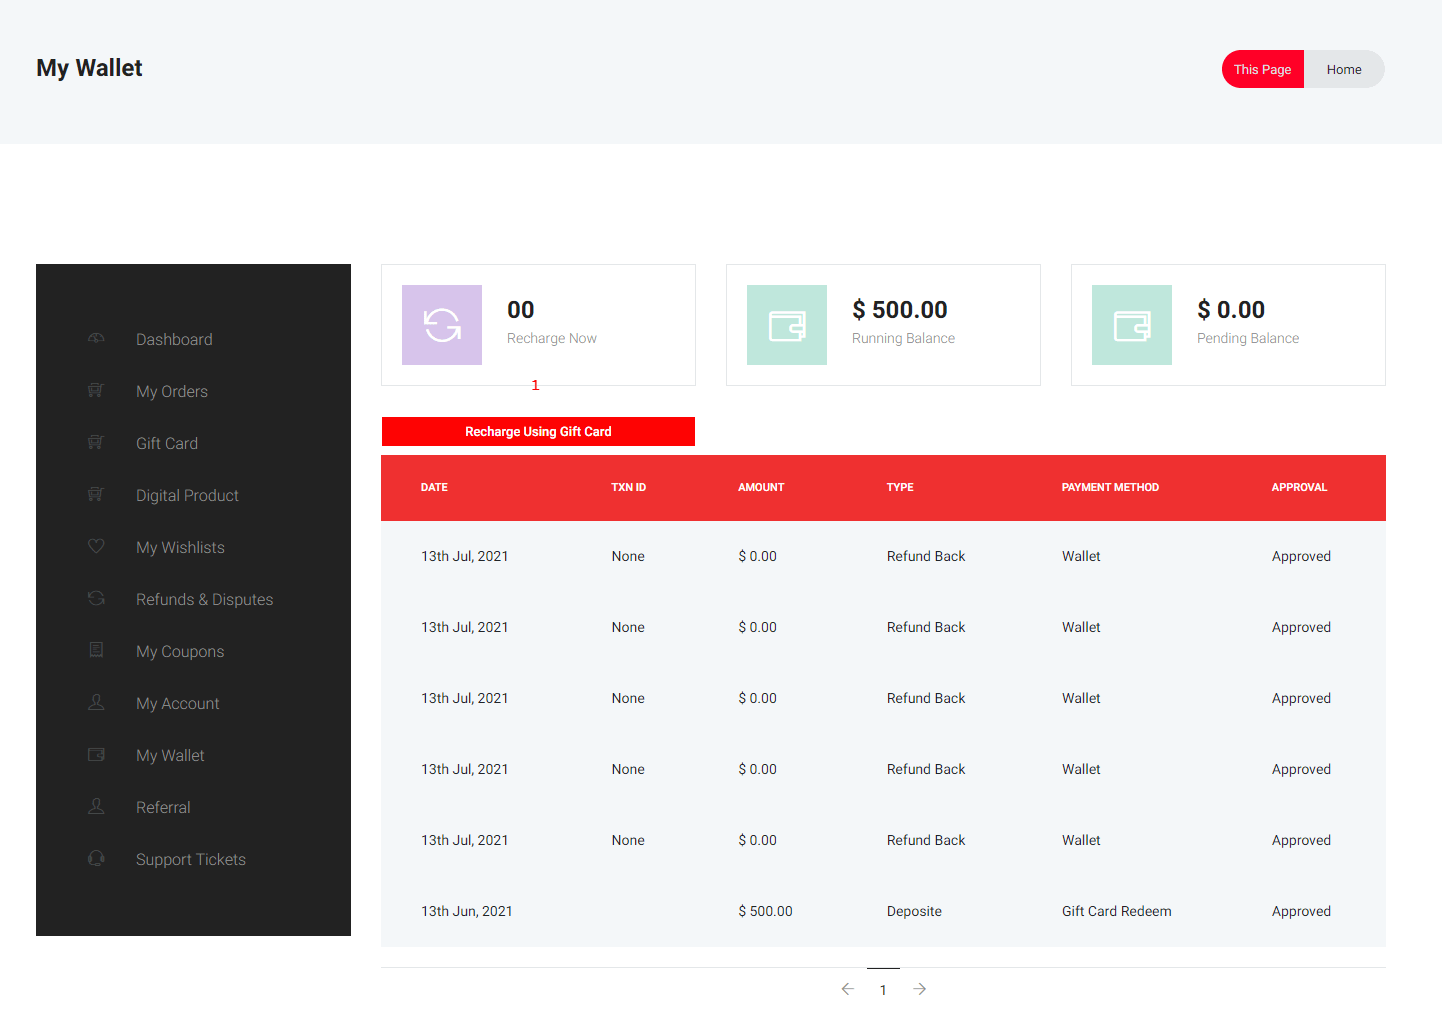 My Wallet
This Page
Home
Dashboard
My Orders
Gift Card
Digital Product
My Wishlists
Refunds & Disputes
My Coupons
My Account
My Wallet
Referral
Support Tickets
00
Recharge Now
$ 500.00
Running Balance
$ 0.00
Pending Balance
1
Recharge Using Gift Card
DATE TXN ID AMOUNT TYPE PAYMENT METHOD APPROVAL
13th Jul, 2021 None $ 0.00 Refund Back Wallet Approved
13th Jul, 2021 None $ 0.00 Refund Back Wallet Approved
13th Jul, 2021 None $ 0.00 Refund Back Wallet Approved
13th Jul, 2021 None $ 0.00 Refund Back Wallet Approved
13th Jul, 2021 None $ 0.00 Refund Back Wallet Approved
13th Jun, 2021 $ 500.00 Deposite Gift Card Redeem Approved
1